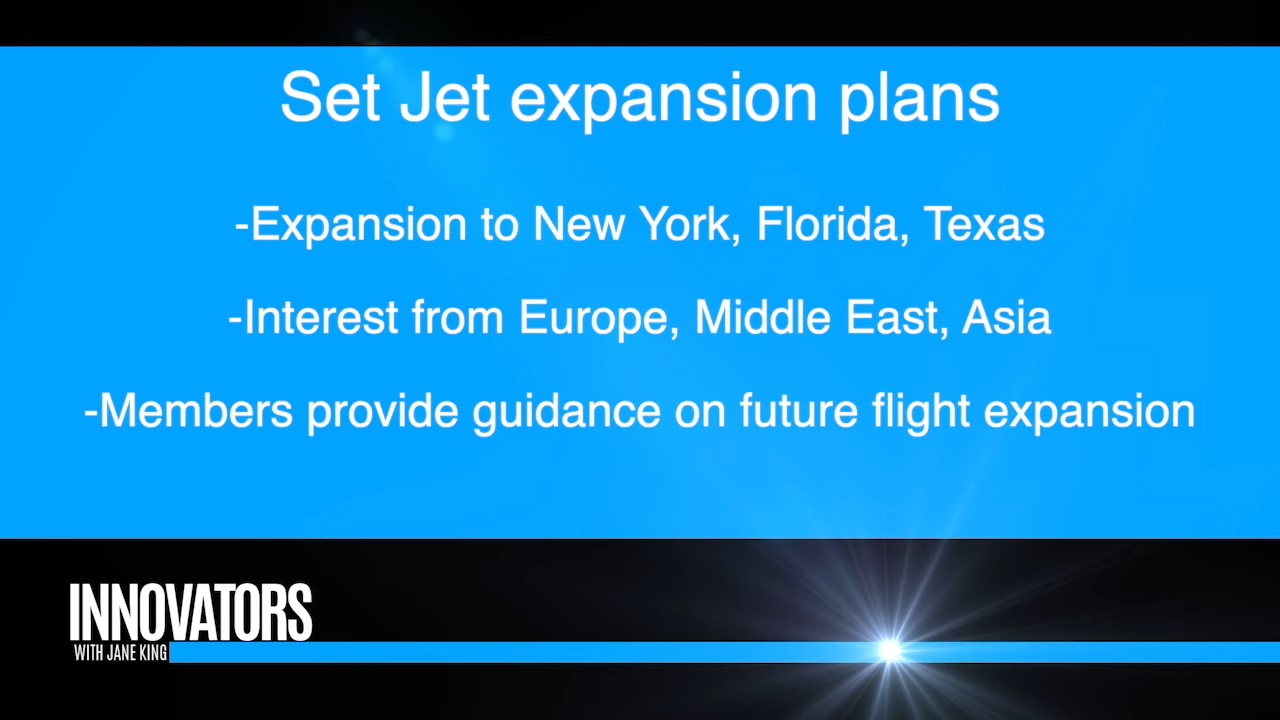 Set Jet expansion plans
-Expansion to New York, Florida, Texas
-Interest from Europe, Middle East, Asia
-Members provide guidance on future flight expansion
INNOVATORS
WITH JANE KING